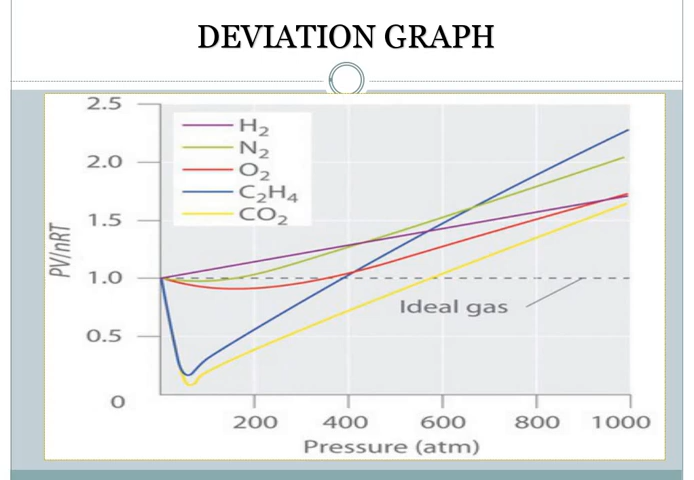 DEVIATION GRAPH
2.5
H₂
N₂
2.0
O₂
C₂H₄
CO₂
1.5
PV/nRT
1.0
Ideal gas
0.5
0
200 400 600 800 1000
Pressure (atm)